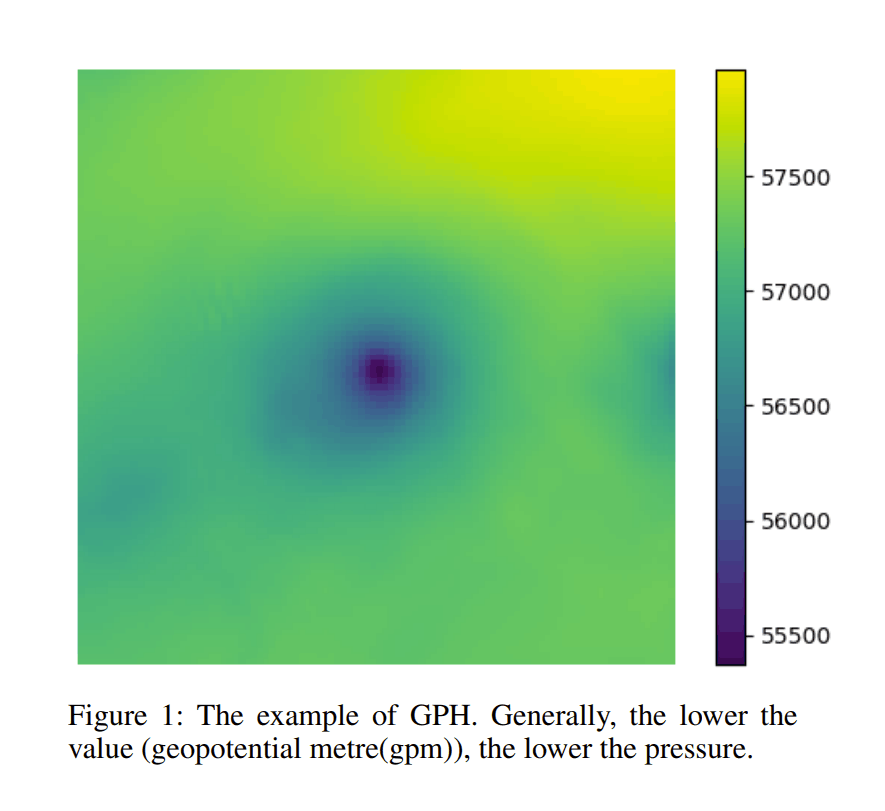 57500
57000
56500
56000
55500
Figure 1: The example of GPH. Generally, the lower the
value (geopotential metre(gpm)), the lower the pressure.